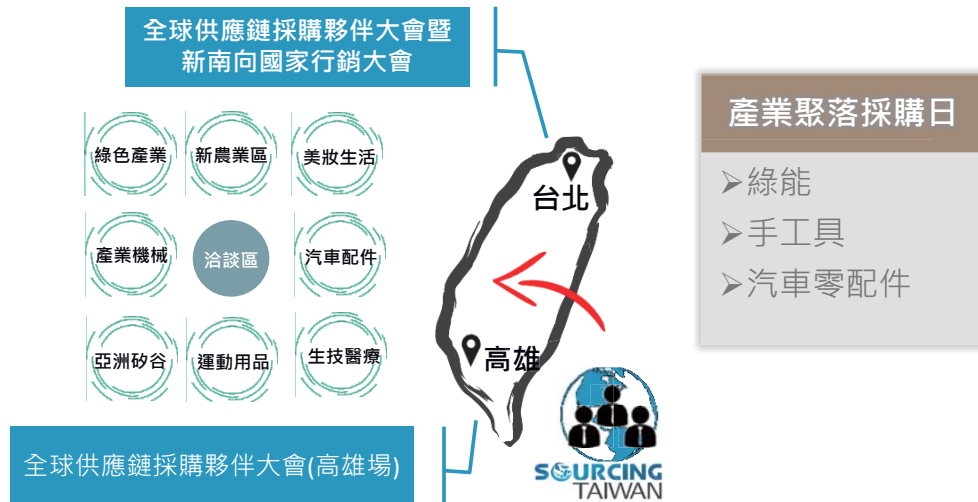 全球供應鏈採購夥伴大會暨
新南向國家行銷大會
綠色產業
新農業區
美妝生活
產業機械
洽談區
汽車配件
亞洲矽谷
運動用品
生技醫療
台北
高雄
SOURCING
TAIWAN
全球供應鏈採購夥伴大會(高雄場)
產業聚落採購日
➢綠能
➢手工具
➢汽車零配件